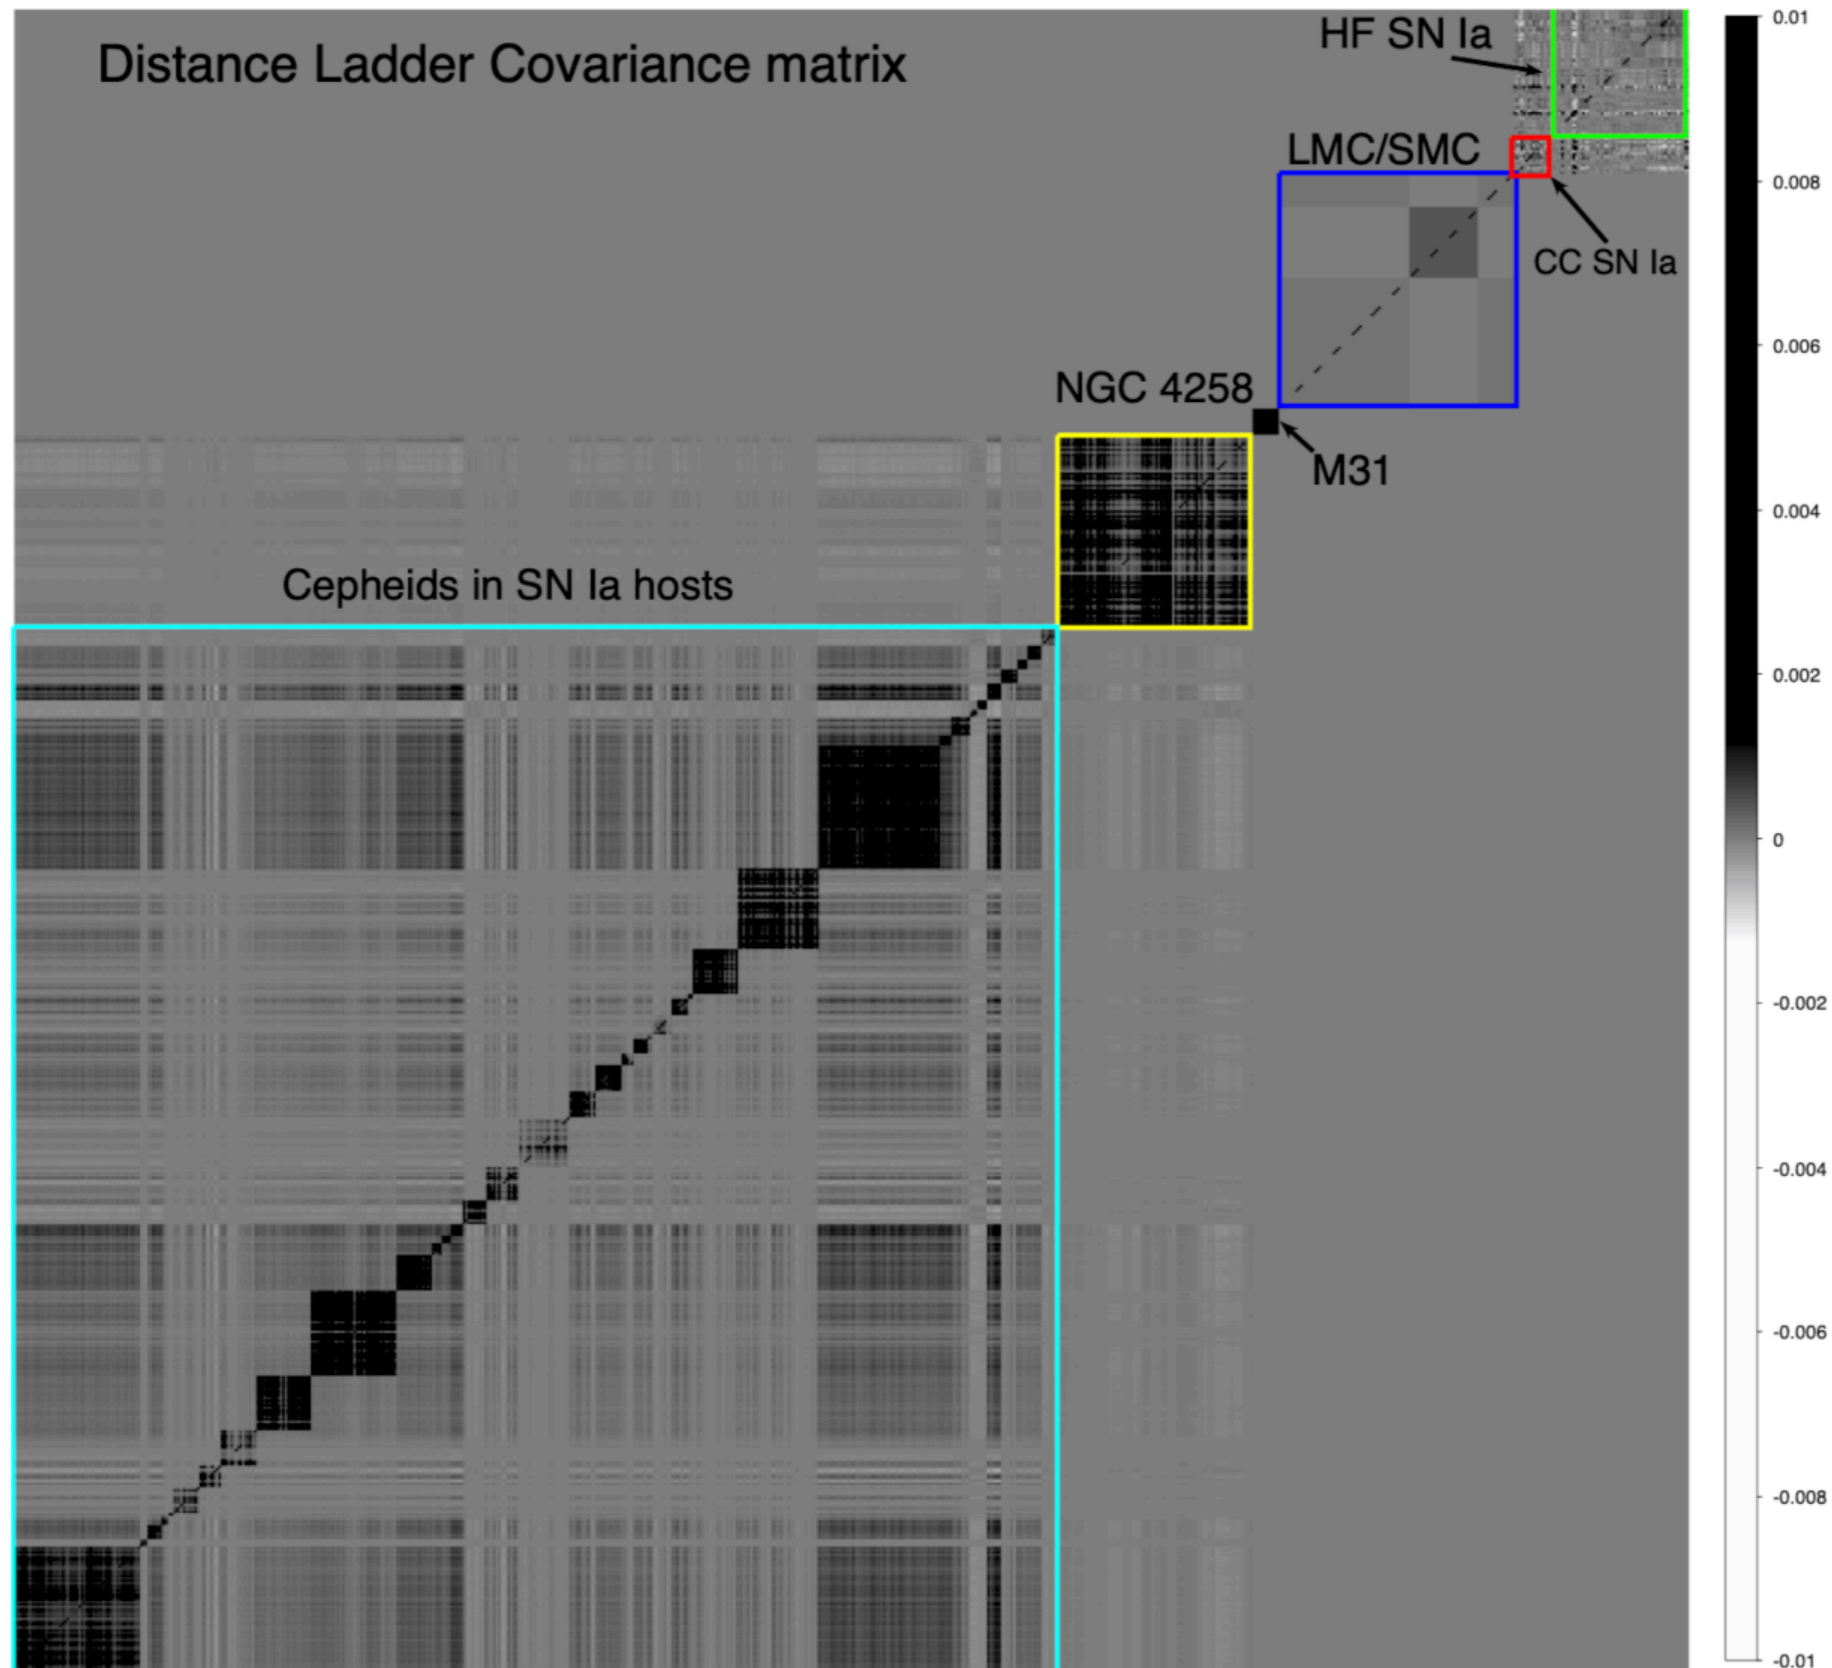 Distance Ladder Covariance matrix
HF SN Ia
LMC/SMC
CC SN Ia
NGC 4258
M31
Cepheids in SN Ia hosts
0.01
0.008
0.006
0.004
0.002
0
-0.002
-0.004
-0.006
-0.008
-0.01